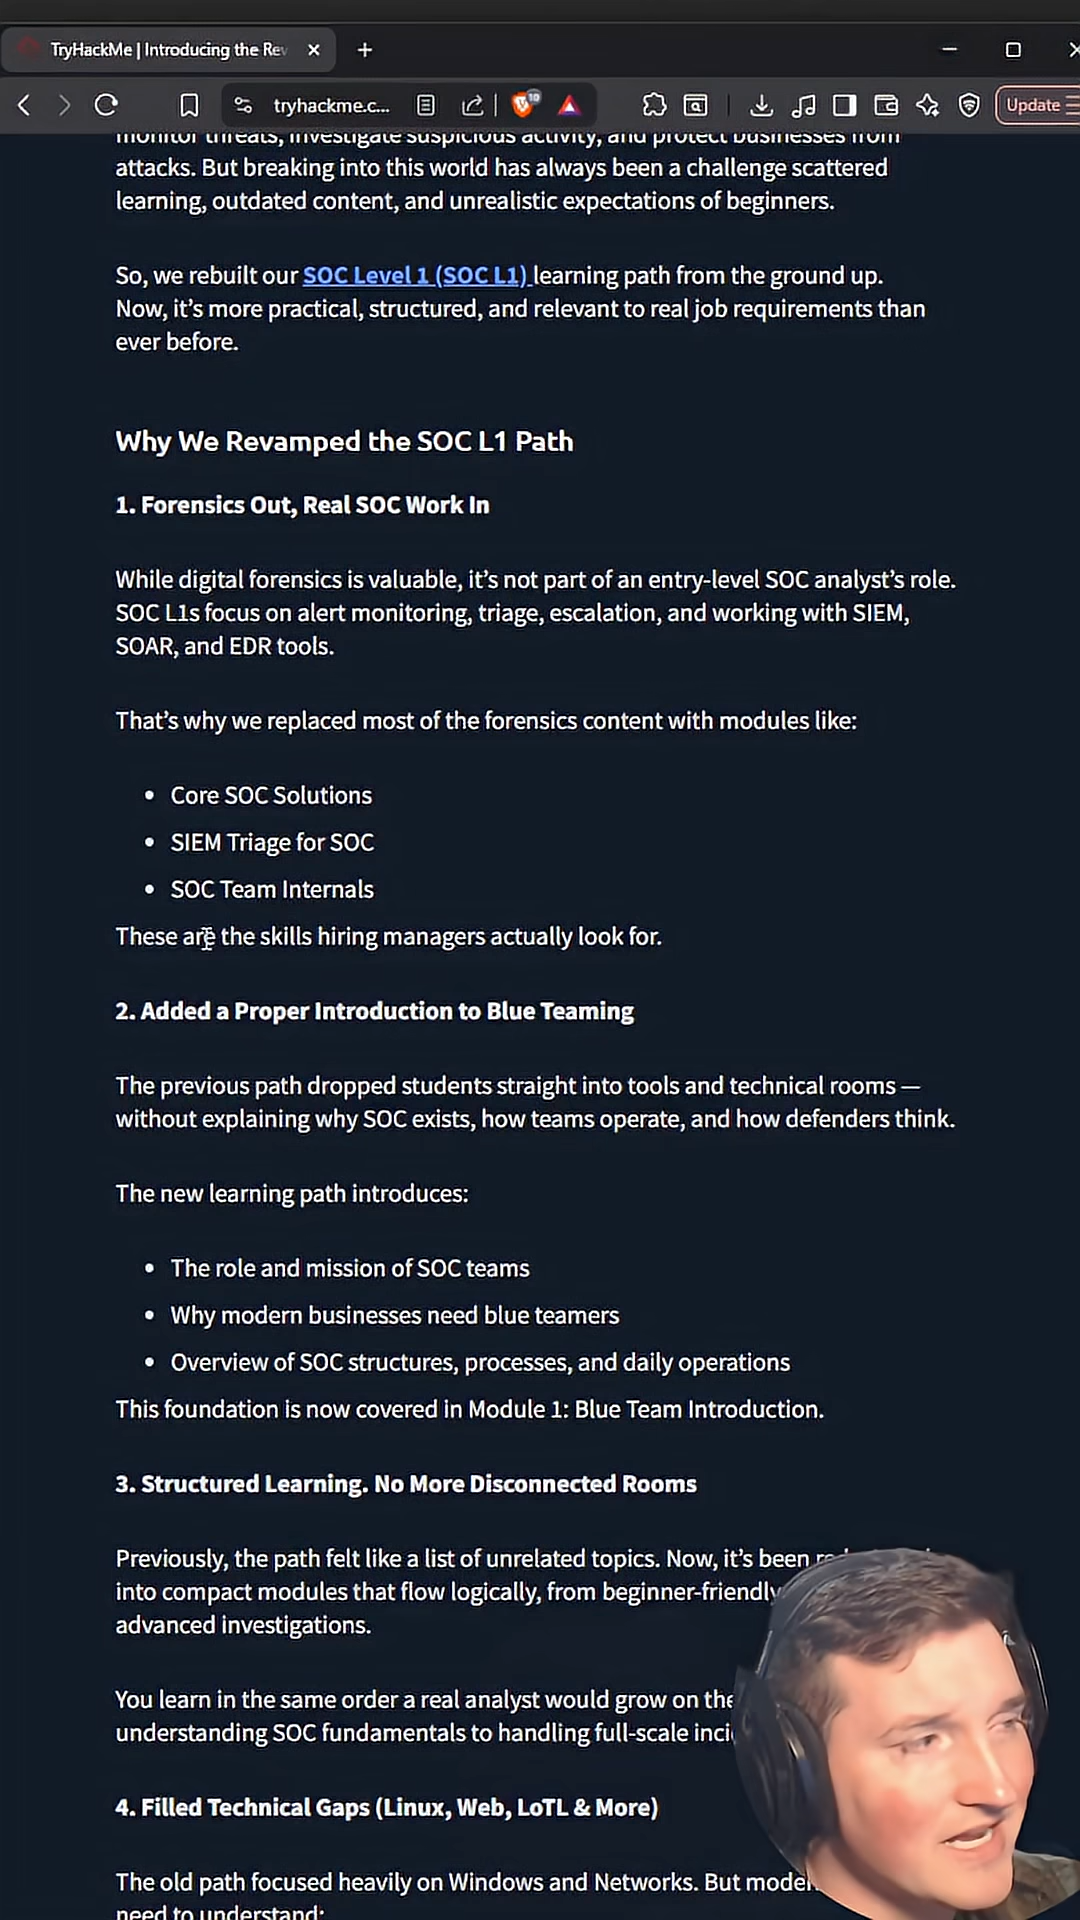 TryHackMe | Introducing the Rev
tryhackme.c...
10
Update
monitor threats, investigate suspicious activity, and protect businesses from
attacks. But breaking into this world has always been a challenge scattered
learning, outdated content, and unrealistic expectations of beginners.
So, we rebuilt our SOC Level 1 (SOC L1) learning path from the ground up.
Now, it’s more practical, structured, and relevant to real job requirements than
ever before.
Why We Revamped the SOC L1 Path
1. Forensics Out, Real SOC Work In
While digital forensics is valuable, it’s not part of an entry-level SOC analyst’s role.
SOC L1s focus on alert monitoring, triage, escalation, and working with SIEM,
SOAR, and EDR tools.
That’s why we replaced most of the forensics content with modules like:
• Core SOC Solutions
• SIEM Triage for SOC
• SOC Team Internals
These are the skills hiring managers actually look for.
2. Added a Proper Introduction to Blue Teaming
The previous path dropped students straight into tools and technical rooms —
without explaining why SOC exists, how teams operate, and how defenders think.
The new learning path introduces:
• The role and mission of SOC teams
• Why modern businesses need blue teamers
• Overview of SOC structures, processes, and daily operations
This foundation is now covered in Module 1: Blue Team Introduction.
3. Structured Learning. No More Disconnected Rooms
Previously, the path felt like a list of unrelated topics. Now, it’s been
into compact modules that flow logically, from beginner-friendly
advanced investigations.
You learn in the same order a real analyst would grow on the
understanding SOC fundamentals to handling full-scale
4. Filled Technical Gaps (Linux, Web, LoTL & More)
The old path focused heavily on Windows and Networks. But
need to understand: